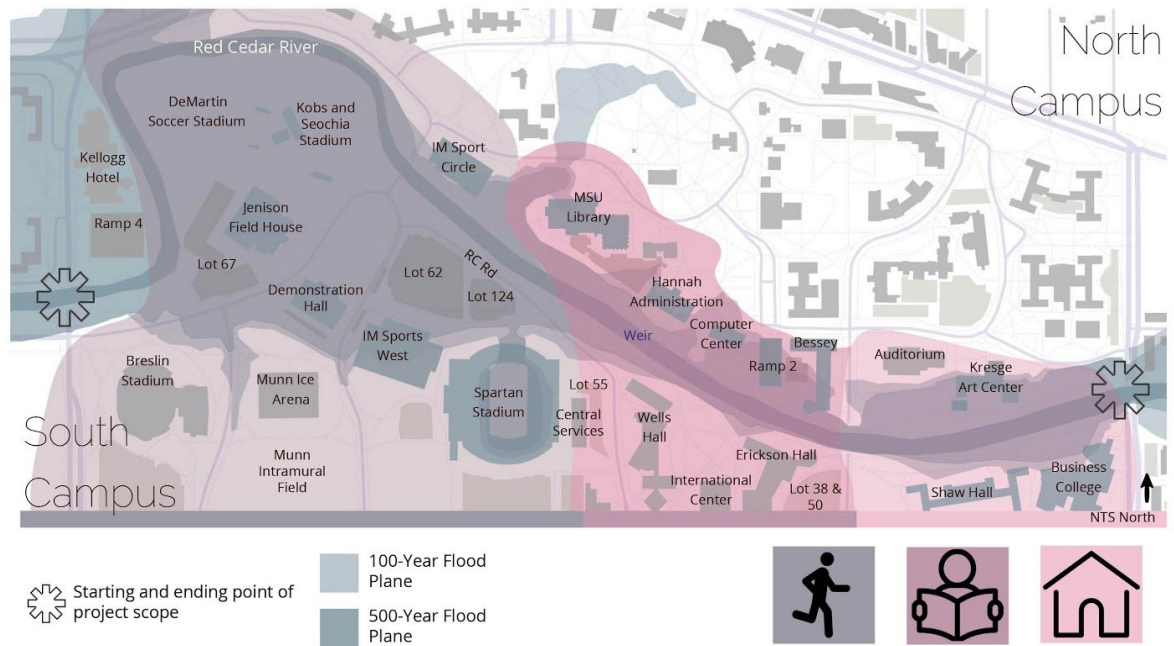 Red Cedar River
North
Campus
DeMartin
Soccer Stadium
Kobs and
Seochia
Stadium
Kellogg
Hotel
IM Sport
Circle
MSU
Library
Ramp 4
Jenison
Field House
Lot 67
Lot 62
RC Rd
Lot 124
Demonstration
Hall
Hannah
Administration
IM Sports
West
Weir
Computer
Center
Bessey
Ramp 2
Auditorium
Kresge
Art Center
Breslin
Stadium
Munn Ice
Arena
Spartan
Stadium
Lot 55
Central
Services
Wells
Hall
South
Campus
Munn
Intramural
Field
Erickson Hall
International
Center
Lot 38 &
50
Shaw Hall
Business
College
NTS North
Starting and ending point of
project scope
100-Year Flood
Plane
500-Year Flood
Plane